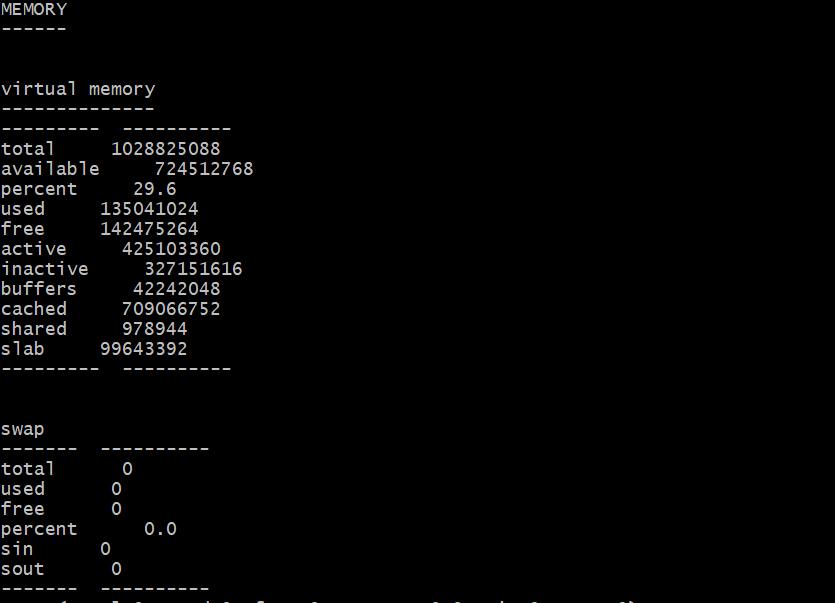 MEMORY
------
virtual memory
--------------
---------  ----------
total     1028825088
available     724512768
percent     29.6
used     135041024
free     142475264
active     425103360
inactive     327151616
buffers     42242048
cached     709066752
shared     978944
slab     99643392
---------  ----------
swap
-------  ----------
total      0
used      0
free      0
percent      0.0
sin      0
sout      0
-------  ----------